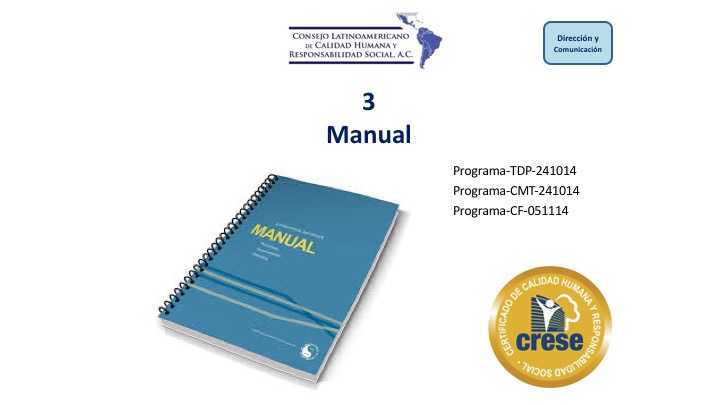 CONSEJO LATINOAMERICANO
DE CALIDAD HUMANA Y
RESPONSABILIDAD SOCIAL, A.C.
Dirección y
Comunicación
3
Manual
Programa-TDP-241014
Programa-CMT-241014
Programa-CF-051114
MANUAL
CERTIFICADO DE CALIDAD HUMANA Y RESPONSABILIDAD SOCIAL
crese